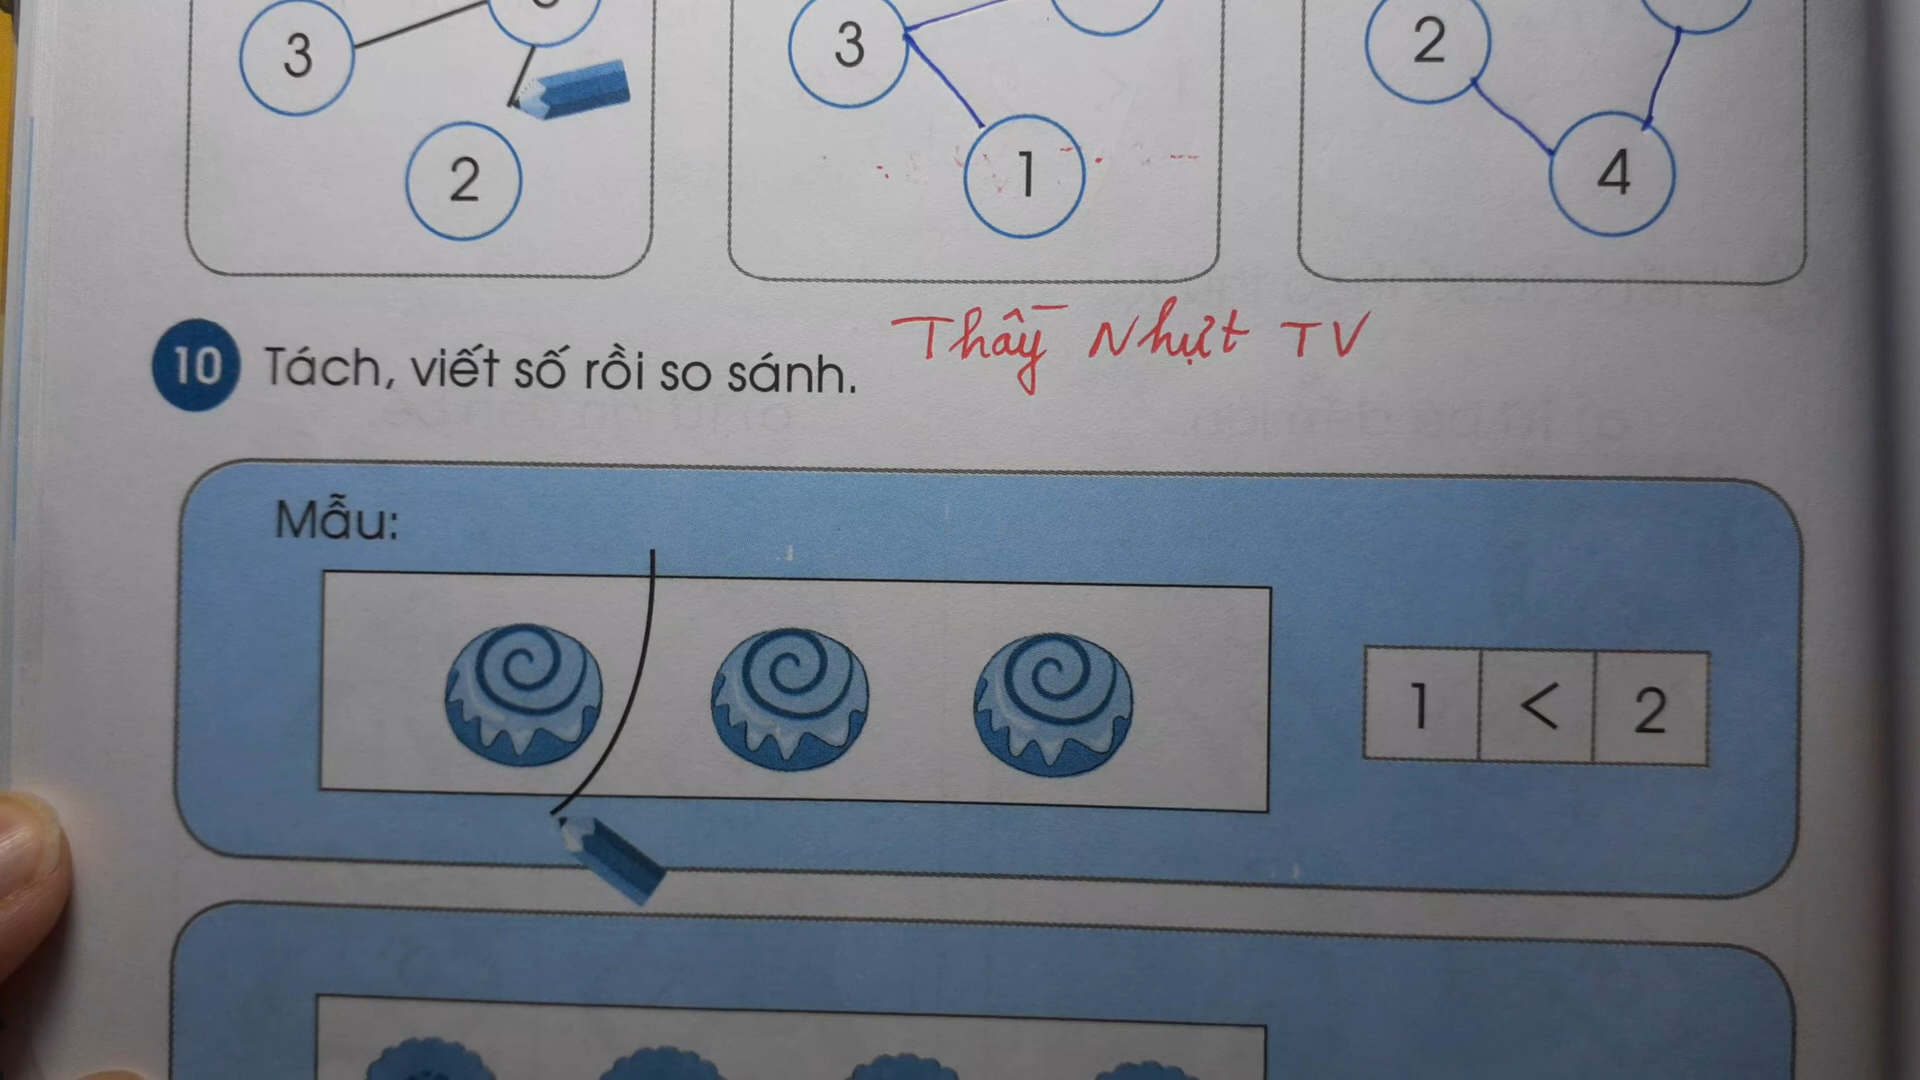 3
2
3
1
2
4
10 Tách, viết số rồi so sánh.
Thầy Nhựt TV
Mẫu:
1 < 2